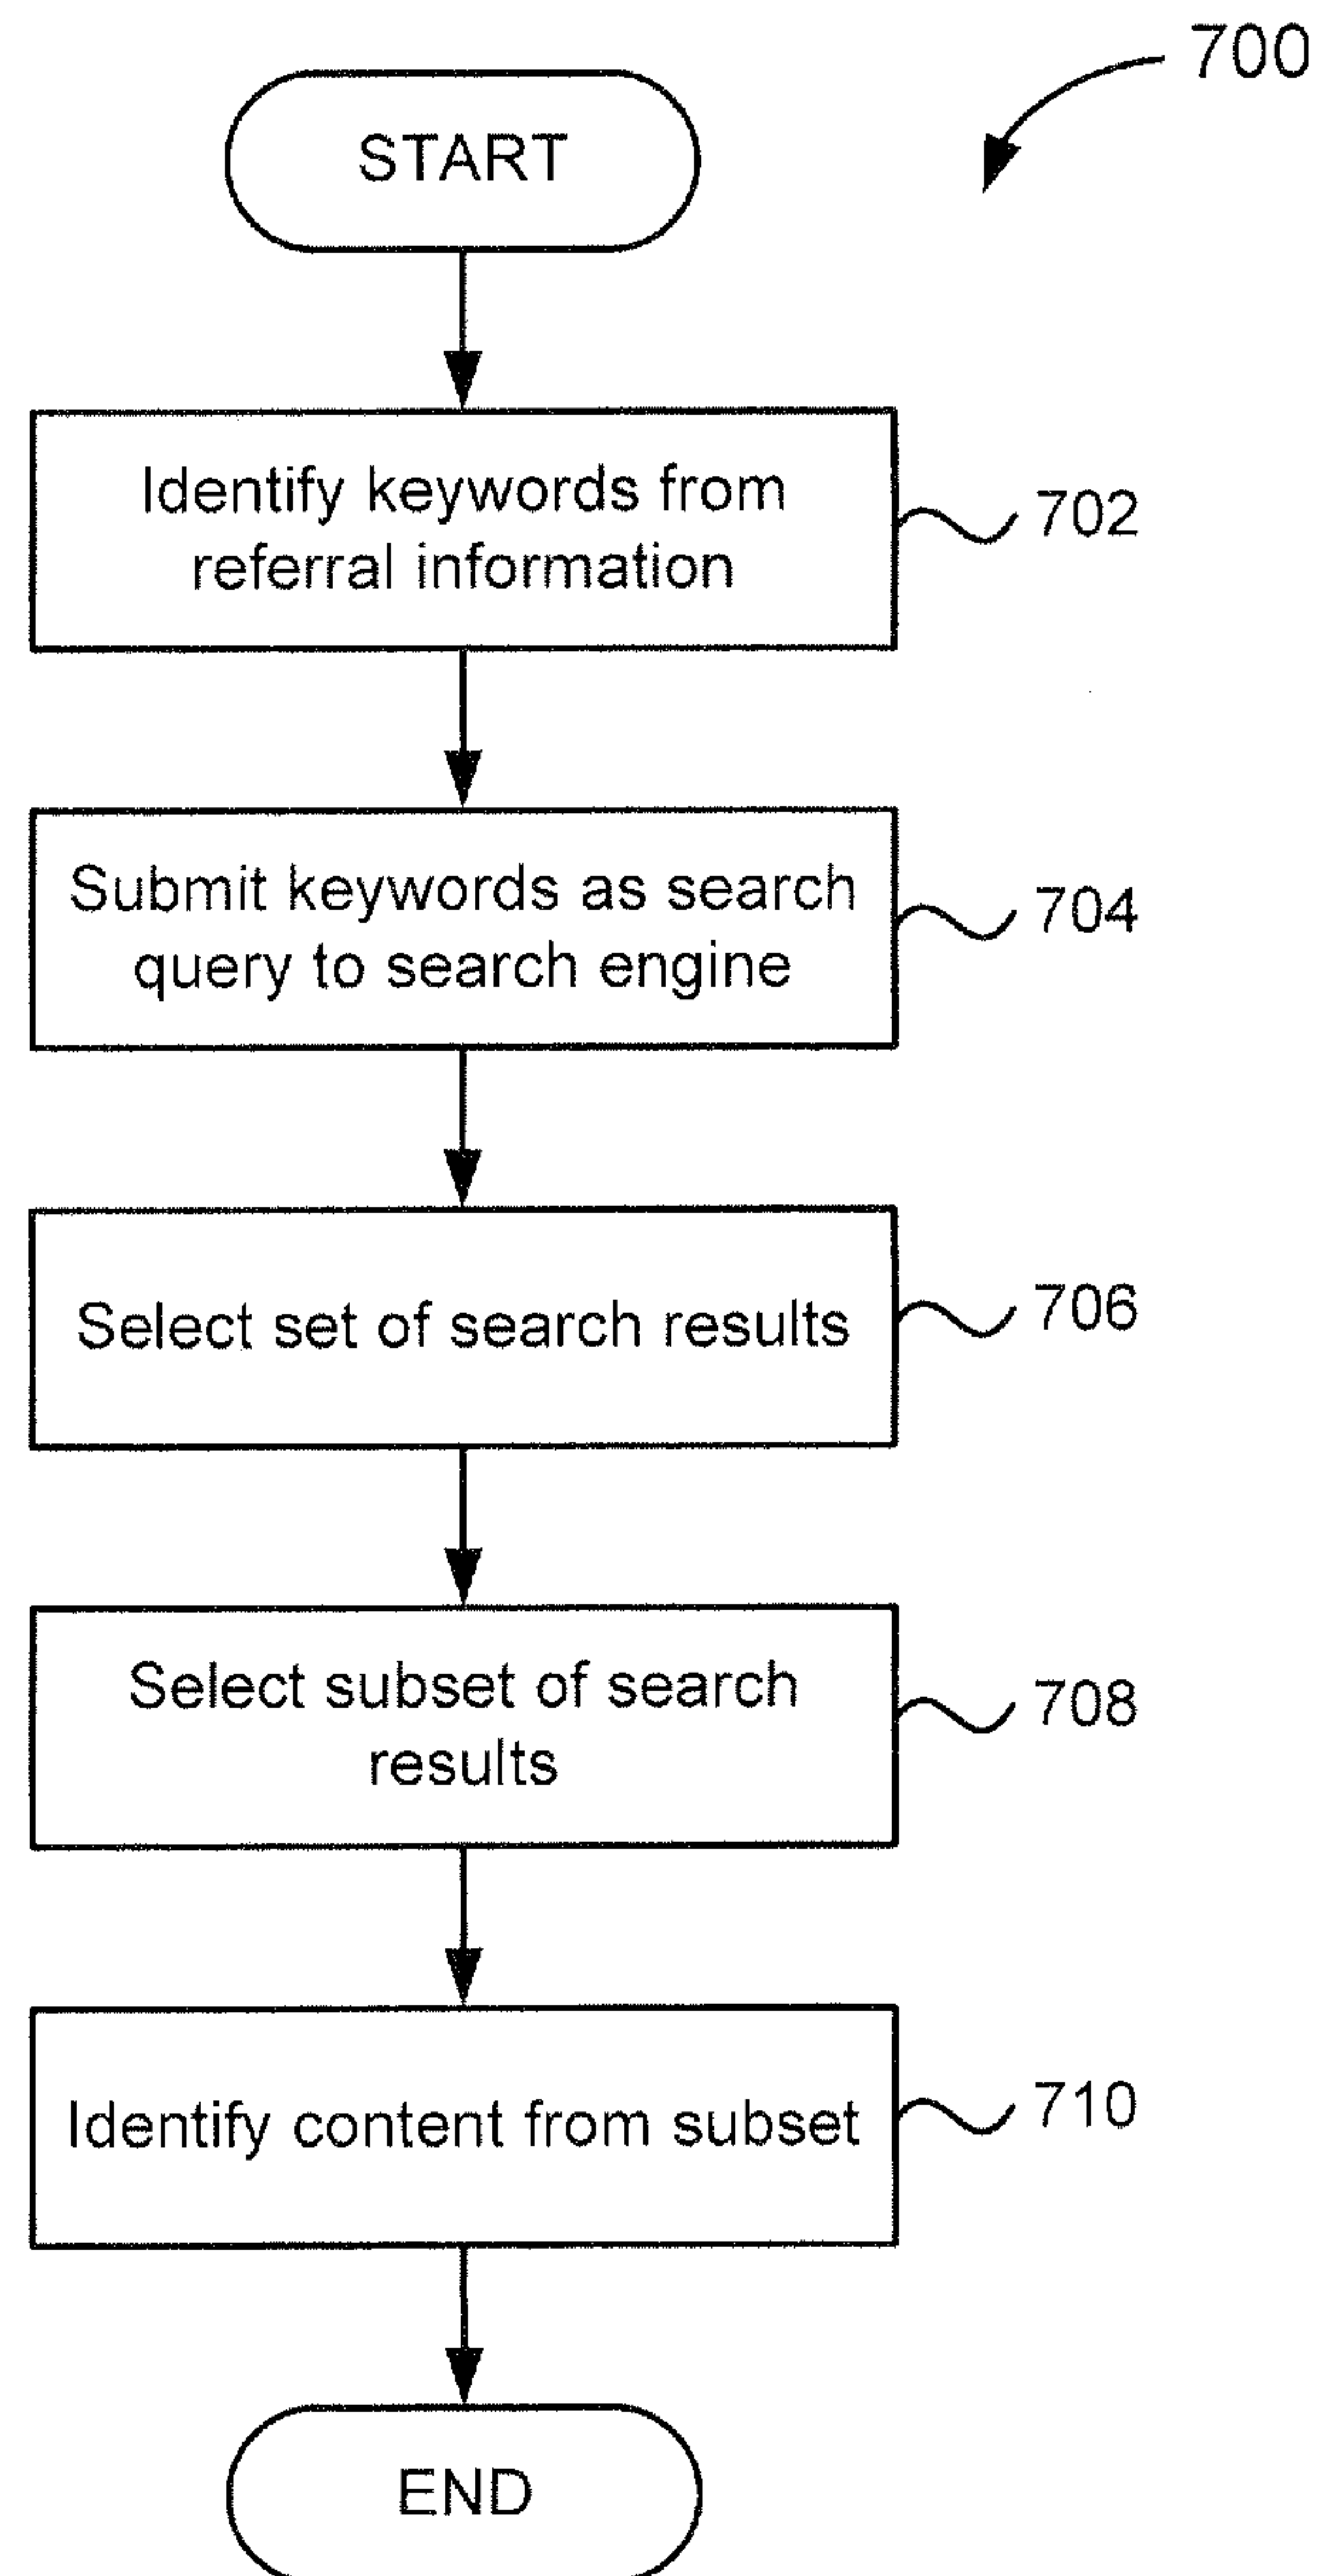 700
START
Identify keywords from
referral information
702
Submit keywords as search
query to search engine
704
Select set of search results
706
Select subset of search
results
708
Identify content from subset
710
END